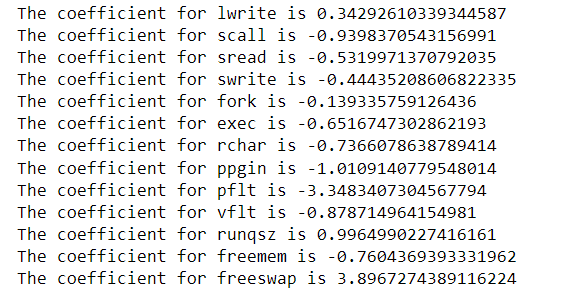 The coefficient for lwrite is 0.34292610339344587
The coefficient for scall is -0.9398370543156991
The coefficient for sread is -0.5319971370792035
The coefficient for swrite is -0.44435208606822335
The coefficient for fork is -0.139335759126436
The coefficient for exec is -0.6516747302862193
The coefficient for rchar is -0.7366078638789414
The coefficient for ppgin is -1.0109140779548014
The coefficient for pflt is -3.3483407304567794
The coefficient for vflt is -0.878714964154981
The coefficient for runqsz is 0.9964990227416161
The coefficient for freemem is -0.7604369393331962
The coefficient for freeswap is 3.8967274389116224